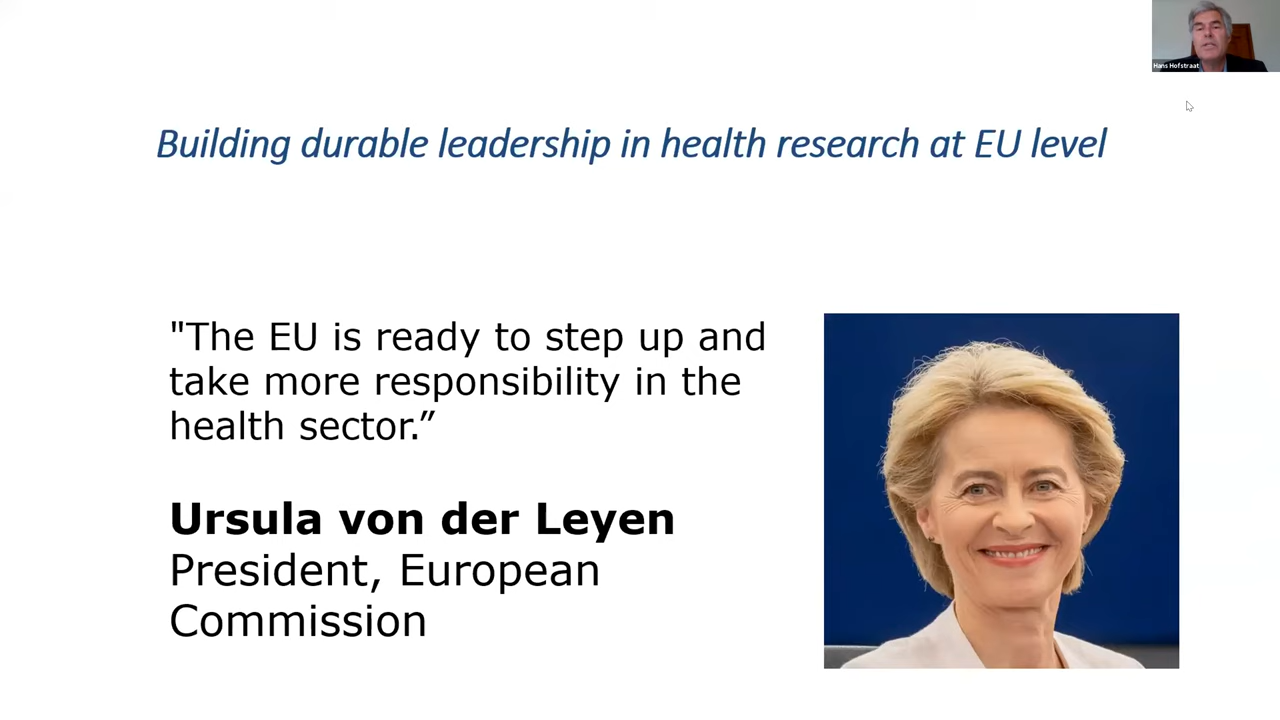 Hans Hofstraat
Building durable leadership in health research at EU level
"The EU is ready to step up and
take more responsibility in the
health sector.”
Ursula von der Leyen
President, European
Commission